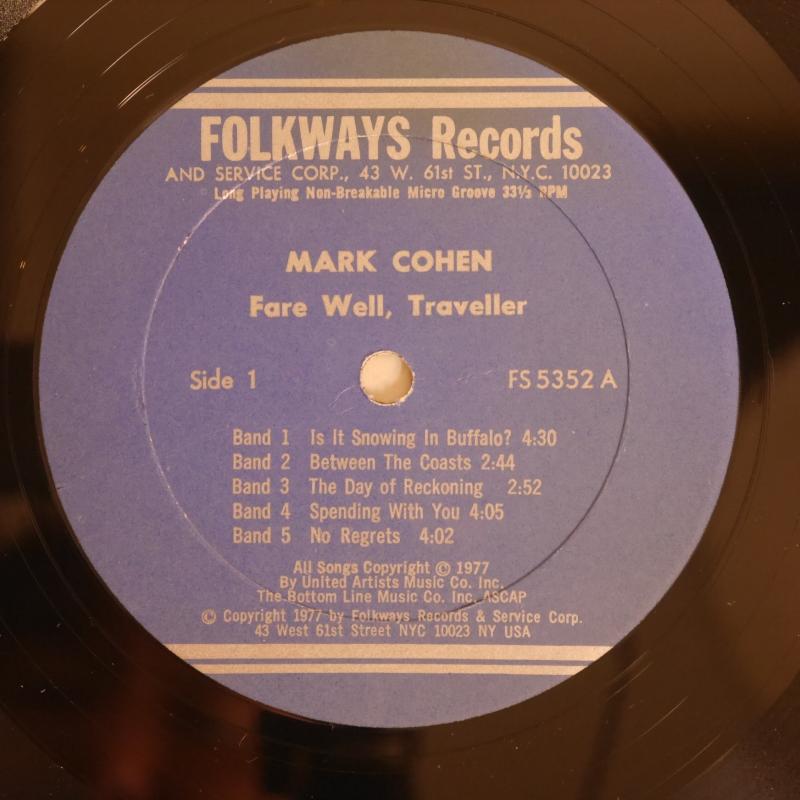 FOLKWAYS Records
AND SERVICE CORP., 43 W. 61st ST., N.Y.C. 10023
Long Playing Non-Breakable Micro Groove 33⅓ RPM
MARK COHEN
Fare Well, Traveller
Side 1 FS 5352 A
Band 1 Is It Snowing In Buffalo? 4:30
Band 2 Between The Coasts 2:44
Band 3 The Day of Reckoning 2:52
Band 4 Spending With You 4:05
Band 5 No Regrets 4:02
All Songs Copyright © 1977
By United Artists Music Co. Inc.
The Bottom Line Music Co. Inc. ASCAP
© Copyright 1977 by Folkways Records & Service Corp.
43 West 61st Street NYC 10023 NY USA